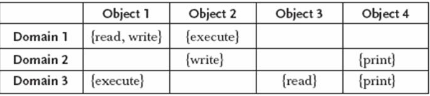 Object 1 Object 2 Object 3 Object 4
Domain 1 {read, write} {execute}
Domain 2 {write} {print}
Domain 3 {execute} {read} {print}